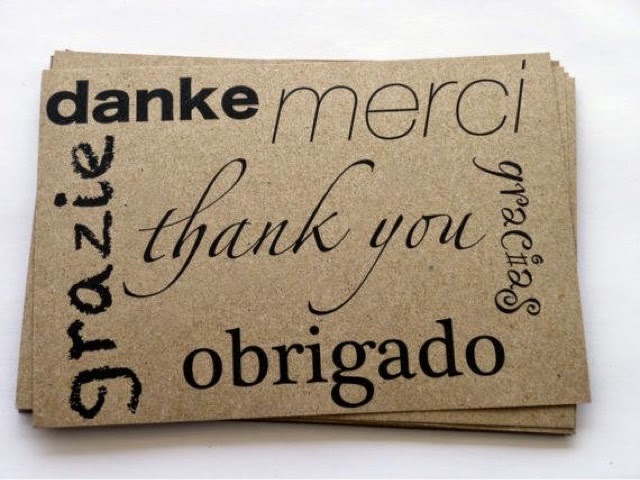 danke merci
grazie
thank you
gracias
obrigado